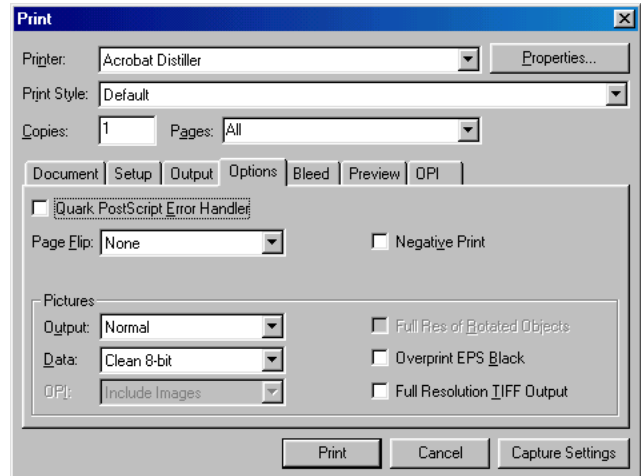 Print
Printer: Acrobat Distiller Properties...
Print Style: Default
Copies: 1 Pages: All
Document Setup Output Options Bleed Preview OPI
Quark PostScript Error Handler
Page Flip: None Negative Print
Pictures
Output: Normal Full Res of Rotated Objects
Data: Clean 8-bit Overprint EPS Black
OPI: Include Images Full Resolution TIFF Output
Print Cancel Capture Settings